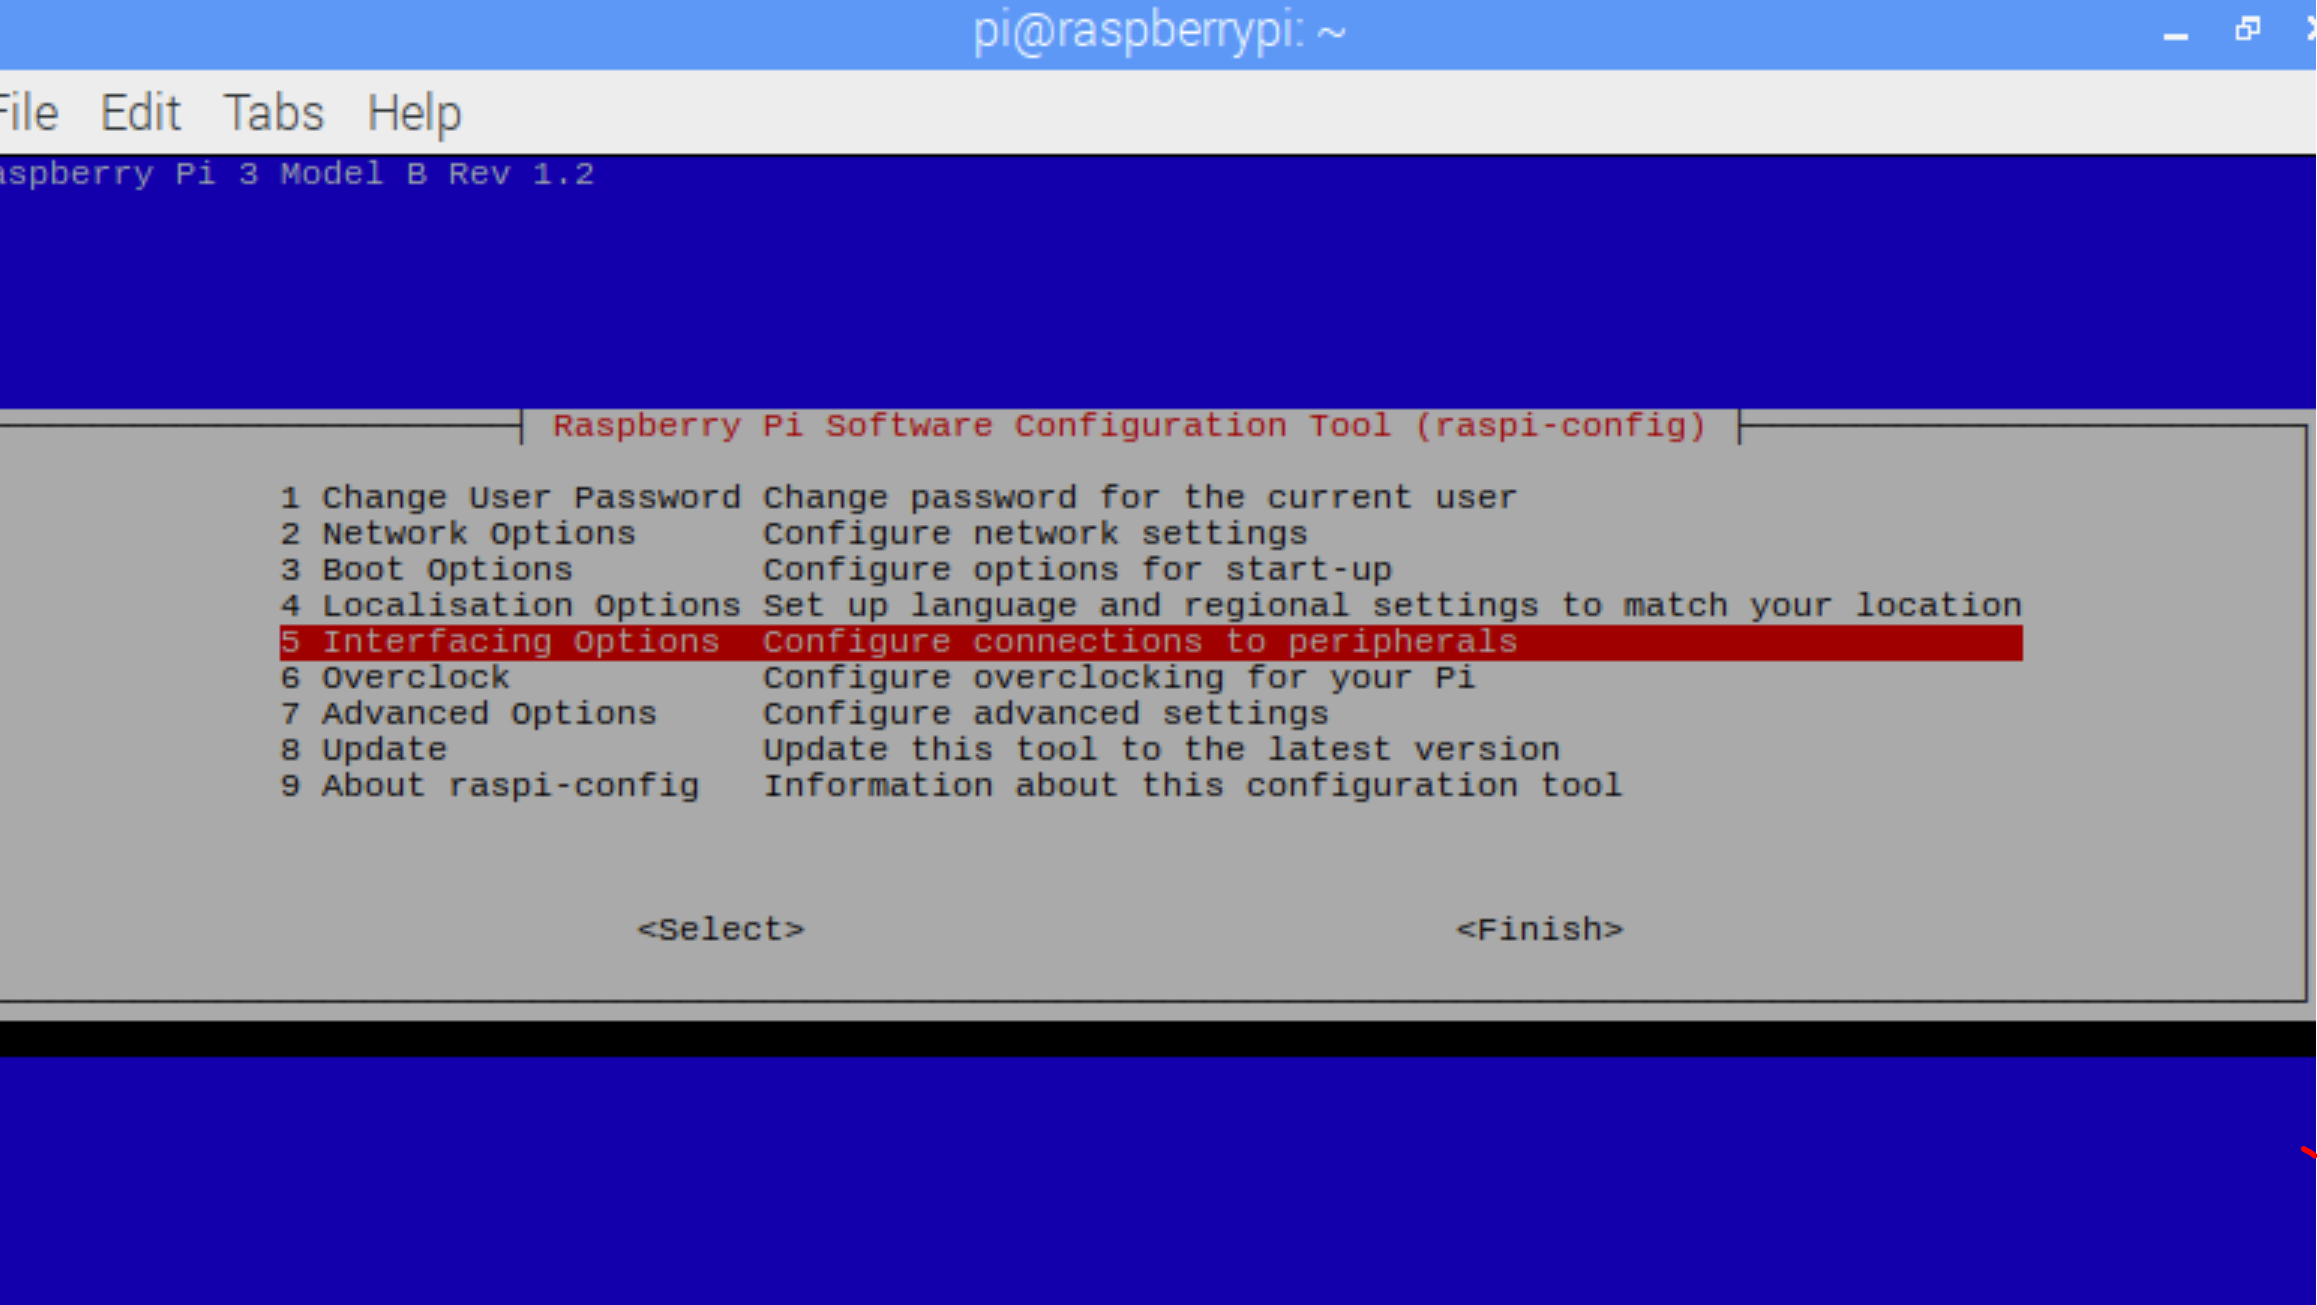 pi@raspberrypi: ~
File Edit Tabs Help
aspberry Pi 3 Model B Rev 1.2
Raspberry Pi Software Configuration Tool (raspi-config)
1 Change User Password Change password for the current user
2 Network Options Configure network settings
3 Boot Options Configure options for start-up
4 Localisation Options Set up language and regional settings to match your location
5 Interfacing Options Configure connections to peripherals
6 Overclock Configure overclocking for your Pi
7 Advanced Options Configure advanced settings
8 Update Update this tool to the latest version
9 About raspi-config Information about this configuration tool
<Select> <Finish>